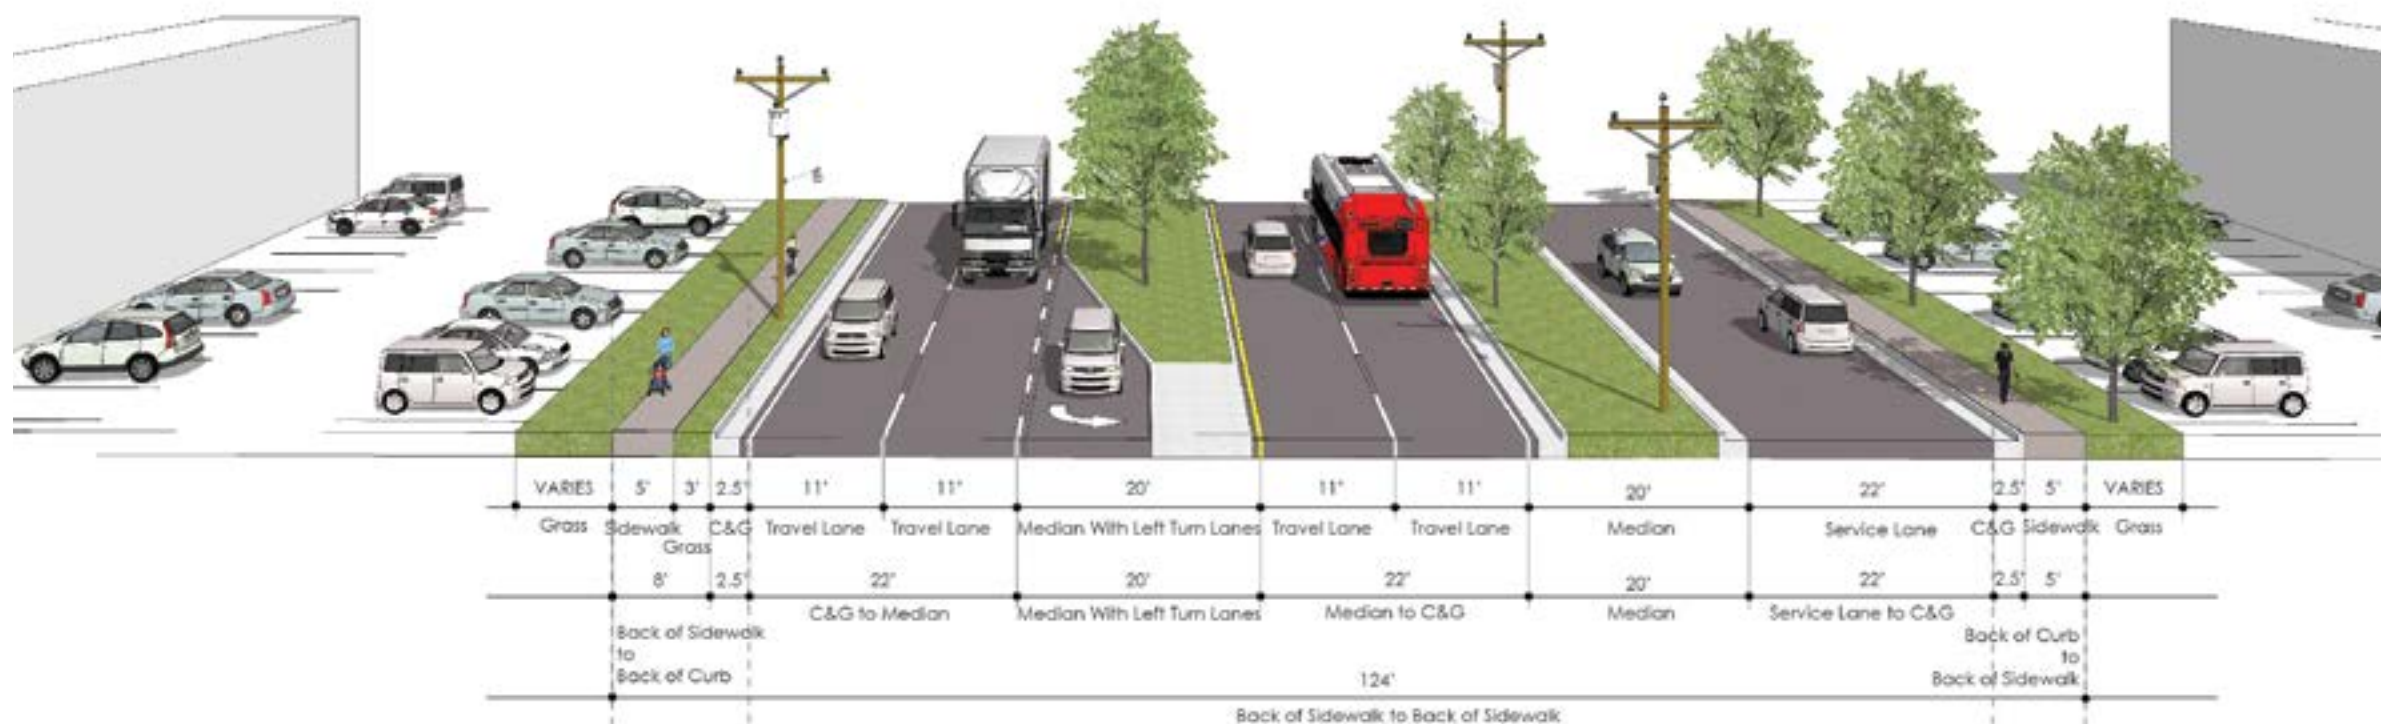 VARIES 5' 3' 2.5' 11' 11' 20' 11' 11' 20' 22' 2.5' 5' VARIES
Grass Sidewalk Grass C&G Travel Lane Travel Lane Median With Left Turn Lanes Travel Lane Travel Lane Median Service Lane C&G Sidewalk Grass
8' 2.5' 22' 20' 22' 20' 22' 2.5' 5'
C&G to Median Median With Left Turn Lanes Median to C&G Median Service Lane to C&G
Back of Sidewalk
to
Back of Curb
Back of Curb
to
Back of Sidewalk
124'
Back of Sidewalk to Back of Sidewalk